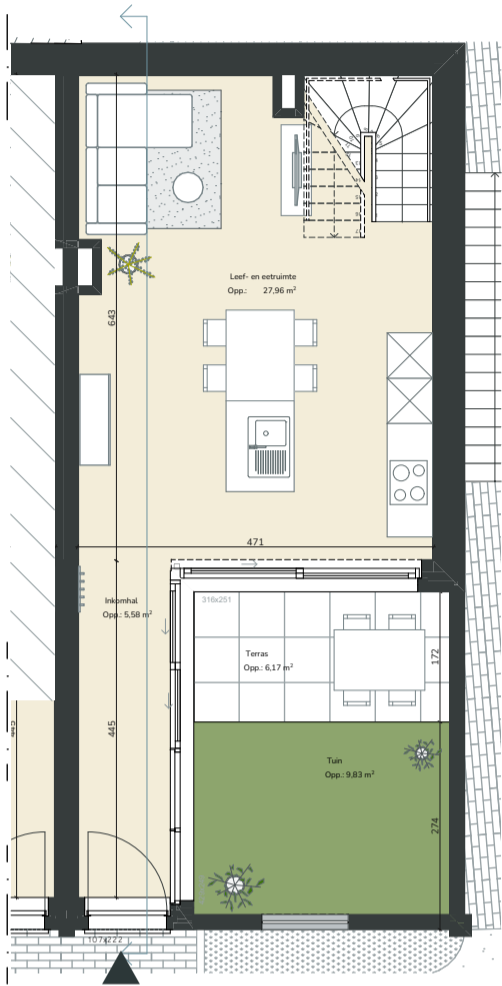 Leef- en eetruimte
Opp.: 27,96 m²
643
471
316x251
Inkomhal
Opp.: 5,58 m²
Terras
Opp.: 6,17 m²
172
445
Tuin
Opp.: 9,83 m²
274
107x222